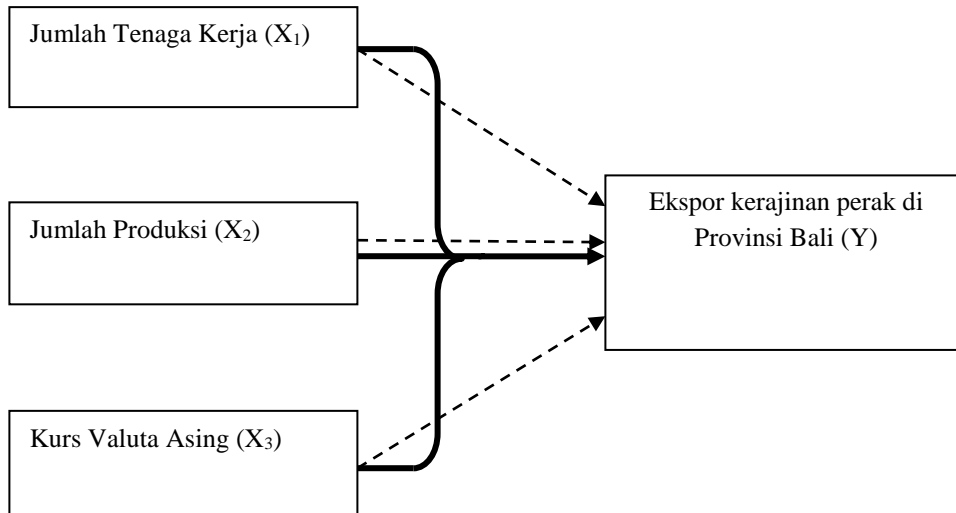 Jumlah Tenaga Kerja (X₁)
Jumlah Produksi (X₂)
Ekspor kerajinan perak di
Provinsi Bali (Y)
Kurs Valuta Asing (X₃)